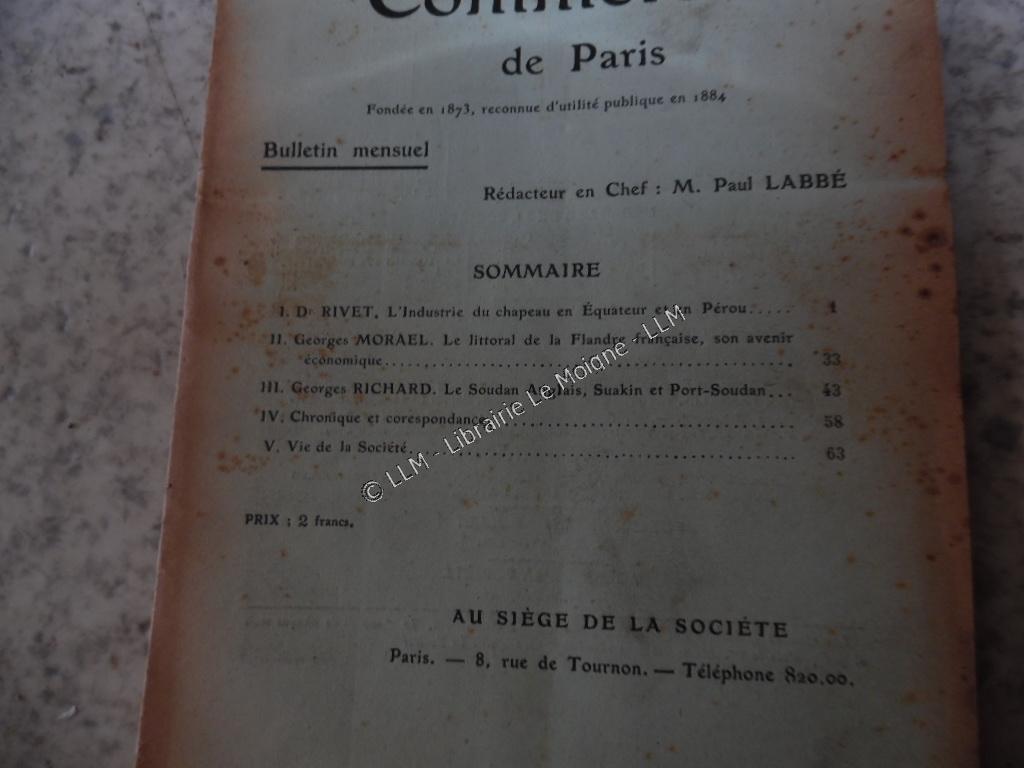 de Paris
Fondée en 1873, reconnue d'utilité publique en 1884
Bulletin mensuel
Rédacteur en Chef : M. Paul LABBÉ
SOMMAIRE
I. Dr RIVET. L'Industrie du chapeau en Équateur et en Pérou..... 1
II. Georges MORAEL. Le littoral de la Flandre française, son avenir
économique.......................................................... 33
III. Georges RICHARD. Le Soudan Anglais, Suakin et Port-Soudan... 43
IV. Chronique et corespondance...................................... 58
V. Vie de la Société................................................ 63
© LLM - Librairie Le Moigne - LLM
PRIX : 2 francs.
AU SIÈGE DE LA SOCIÉTE
Paris. — 8, rue de Tournon. — Téléphone 820.00.